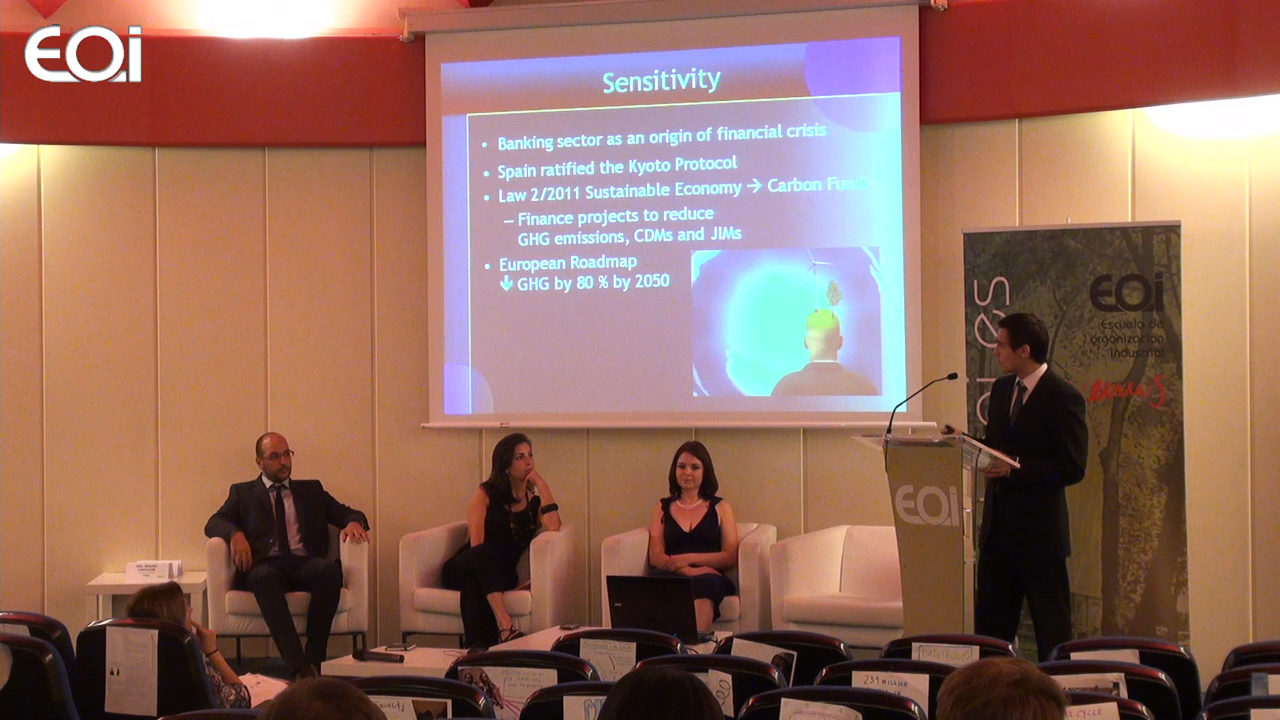 EOi
Sensitivity
• Banking sector as an origin of financial crisis
• Spain ratified the Kyoto Protocol
• Law 2/2011 Sustainable Economy → Carbon Fund
– Finance projects to reduce
GHG emissions, CDMs and JIMs
• European Roadmap
↓ GHG by 80 % by 2050
EOi
Escuela de
organización
industrial
EOi
CYCLE